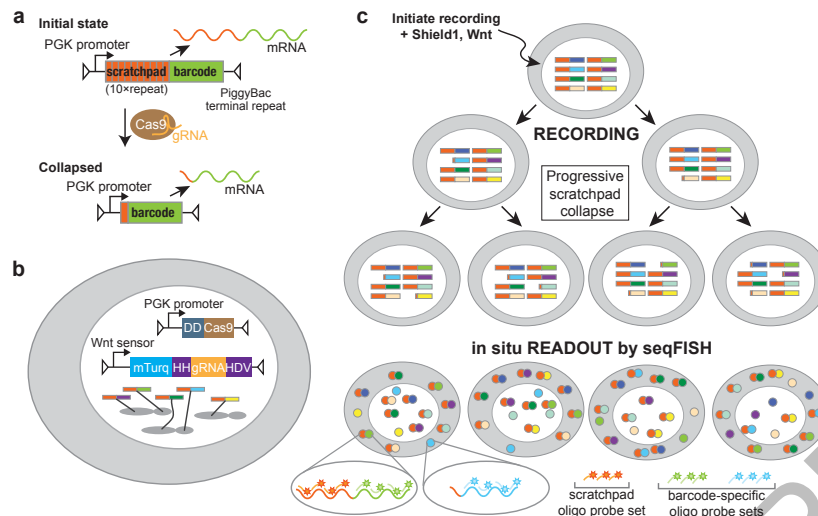 a
Initial state
PGK promoter
mRNA
scratchpad barcode
(10×repeat)
PiggyBac
terminal repeat
Cas9
gRNA
Collapsed
PGK promoter
mRNA
barcode
b
PGK promoter
DD Cas9
Wnt sensor
mTurq HH gRNA HDV
c
Initiate recording
+ Shield1, Wnt
RECORDING
Progressive
scratchpad
collapse
in situ READOUT by seqFISH
scratchpad
oligo probe set
barcode-specific
oligo probe sets